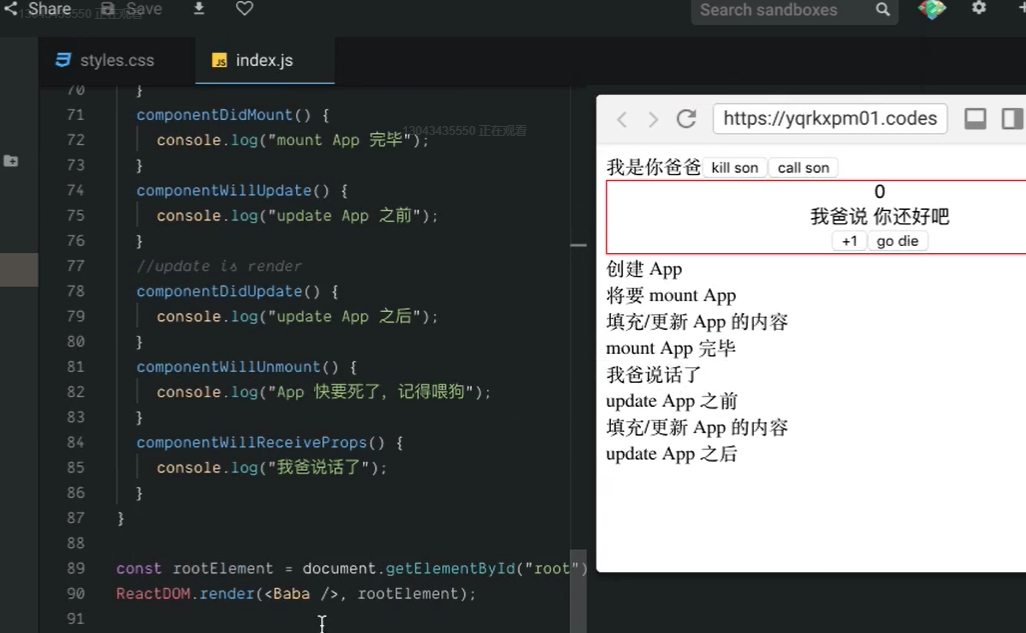 Share
Save
Search sandboxes
13043435550 正在观看
styles.css
JS index.js
70 }
71 componentDidMount() {
72 console.log("mount App 完毕");
13043435550 正在观看
73 }
74 componentWillUpdate() {
75 console.log("update App 之前");
76 }
77 //update is render
78 componentDidUpdate() {
79 console.log("update App 之后");
80 }
81 componentWillUnmount() {
82 console.log("App 快要死了，记得喂狗");
83 }
84 componentWillReceiveProps() {
85 console.log("我爸说话了");
86 }
87 }
88
89 const rootElement = document.getElementById("root")
90 ReactDOM.render(<Baba />, rootElement);
91
https://yqrkxpm01.codes
我是你爸爸 kill son call son
0
我爸说 你还好吧
+1 go die
创建 App
将要 mount App
填充/更新 App 的内容
mount App 完毕
我爸说话了
update App 之前
填充/更新 App 的内容
update App 之后